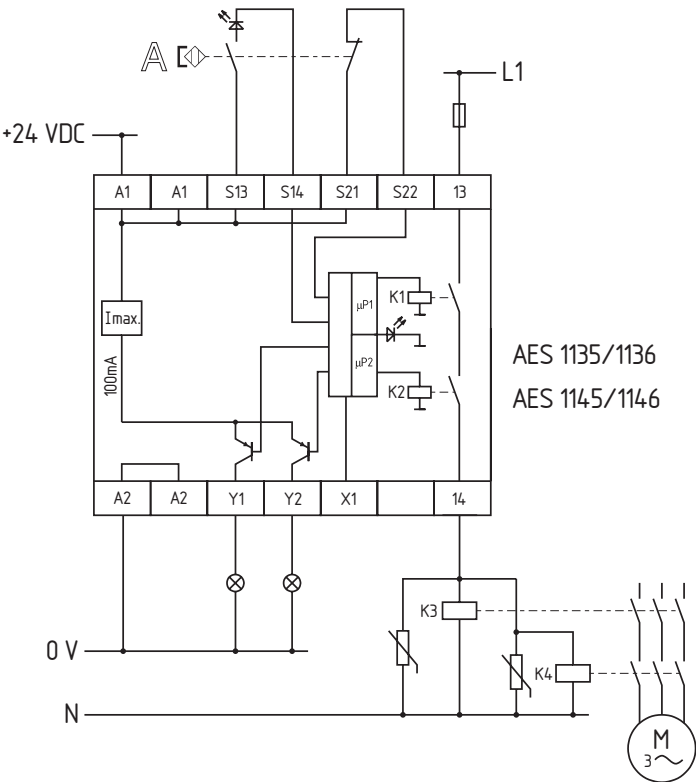 A
L1
+24 VDC
A1 A1 S13 S14 S21 S22 13
µP1
K1
Imax.
100mA
µP2
K2
AES 1135/1136
AES 1145/1146
A2 A2 Y1 Y2 X1 14
K3
0 V
K4
N
M
3